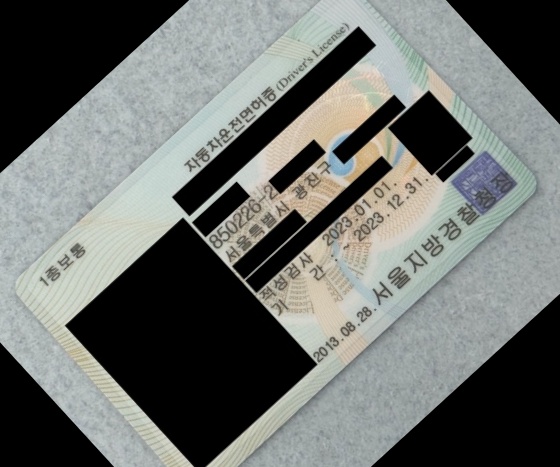 1종보통
자동차운전면허증 (Driver's License)
850226-2
서울특별시 광진구
적성검사 2023.01.01.
기 간 : ~ 2023.12.31.
2013.08.28. 서울지방경찰청장